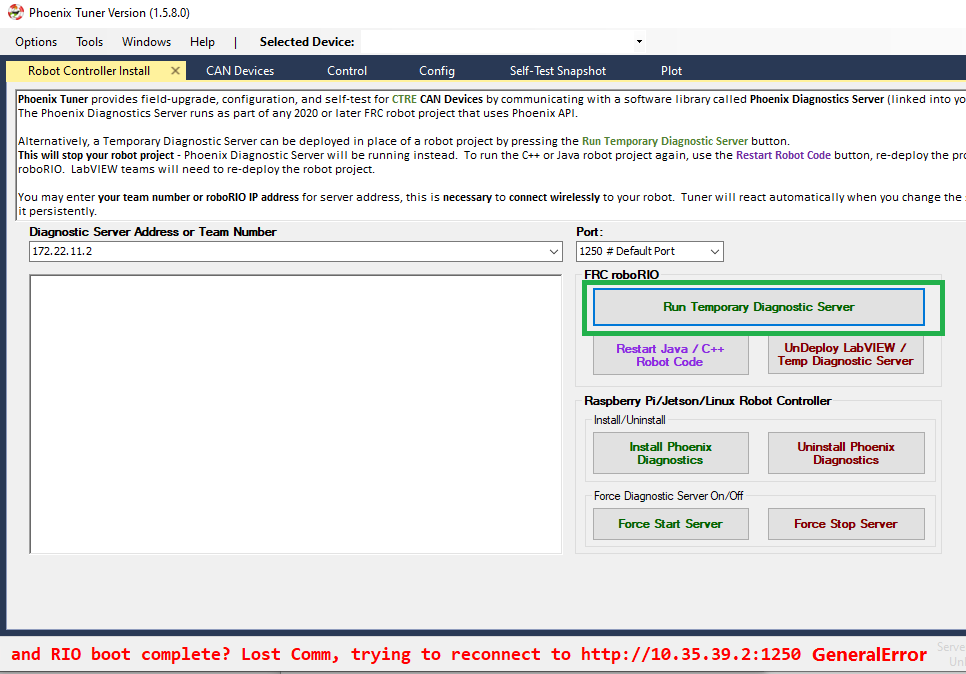 Phoenix Tuner Version (1.5.8.0)
Options Tools Windows Help | Selected Device:
Robot Controller Install ✕ CAN Devices Control Config Self-Test Snapshot Plot
Phoenix Tuner provides field-upgrade, configuration, and self-test for CTRE CAN Devices by communicating with a software library called Phoenix Diagnostics Server (linked into yo
The Phoenix Diagnostics Server runs as part of any 2020 or later FRC robot project that uses Phoenix API.
Alternatively, a Temporary Diagnostic Server can be deployed in place of a robot project by pressing the Run Temporary Diagnostic Server button.
This will stop your robot project - Phoenix Diagnostic Server will be running instead. To run the C++ or Java robot project again, use the Restart Robot Code button, re-deploy the pro
roboRIO. LabVIEW teams will need to re-deploy the robot project.
You may enter your team number or roboRIO IP address for server address, this is necessary to connect wirelessly to your robot. Tuner will react automatically when you change the
it persistently.
Diagnostic Server Address or Team Number Port:
172.22.11.2 1250 # Default Port
FRC roboRIO
Run Temporary Diagnostic Server
Restart Java / C++
Robot Code
UnDeploy LabVIEW /
Temp Diagnostic Server
Raspberry Pi/Jetson/Linux Robot Controller
Install/Uninstall
Install Phoenix
Diagnostics
Uninstall Phoenix
Diagnostics
Force Diagnostic Server On/Off
Force Start Server Force Stop Server
and RIO boot complete? Lost Comm, trying to reconnect to http://10.35.39.2:1250 GeneralError
Serve
Unl